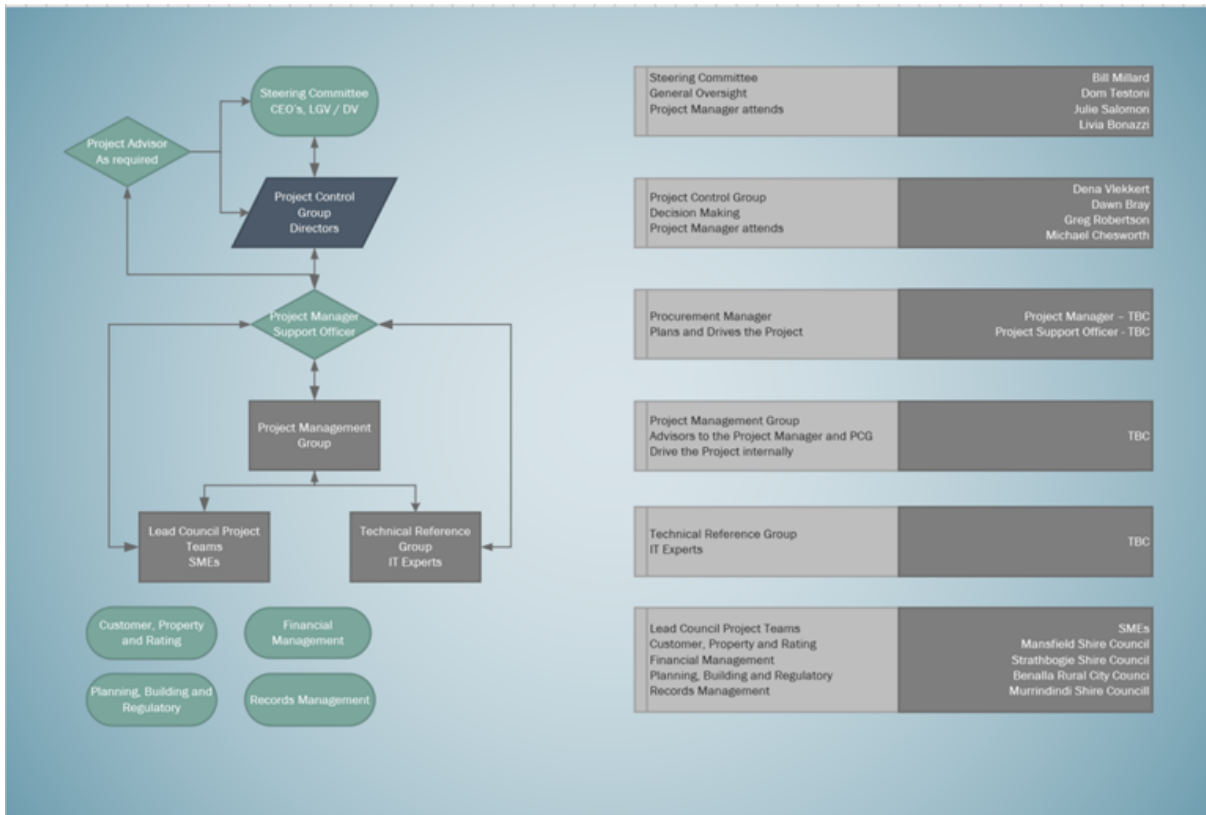 Steering Committee
CEO's, LGV / DV
Project Advisor
As required
Project Control
Group
Directors
Project Manager
Support Officer
Project Management
Group
Lead Council Project
Teams
SMEs
Technical Reference
Group
IT Experts
Customer, Property
and Rating
Financial
Management
Planning, Building and
Regulatory
Records Management
Steering Committee
General Oversight
Project Manager attends
Bill Millard
Dom Testoni
Julie Salomon
Livia Bonazzi
Project Control Group
Decision Making
Project Manager attends
Dena Vlekkert
Dawn Bray
Greg Robertson
Michael Chesworth
Procurement Manager
Plans and Drives the Project
Project Manager – TBC
Project Support Officer - TBC
Project Management Group
Advisors to the Project Manager and PCG
Drive the Project internally
TBC
Technical Reference Group
IT Experts
TBC
Lead Council Project Teams
Customer, Property and Rating
Financial Management
Planning, Building and Regulatory
Records Management
SMEs
Mansfield Shire Council
Strathbogie Shire Council
Benalla Rural City Counci
Murrindindi Shire Councill